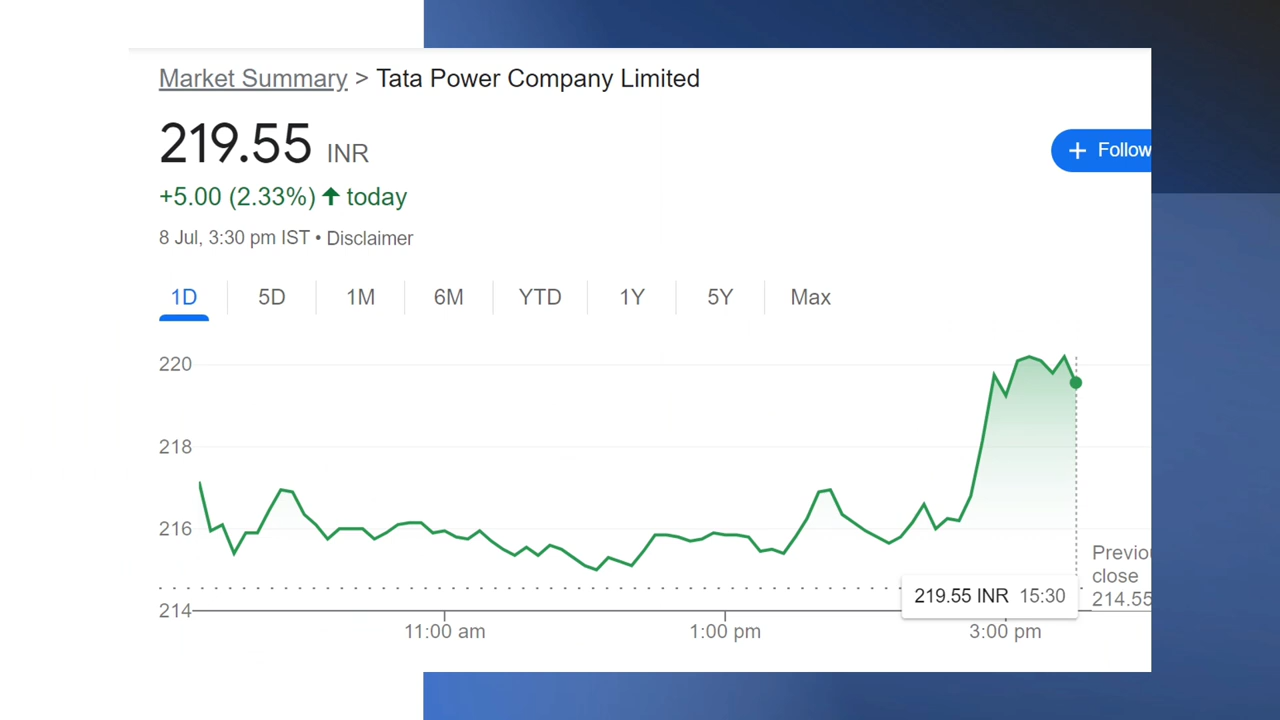 Market Summary > Tata Power Company Limited
219.55 INR
+ Follow
+5.00 (2.33%) ↑ today
8 Jul, 3:30 pm IST • Disclaimer
1D 5D 1M 6M YTD 1Y 5Y Max
220
218
216
214
Previou
close
214.55
219.55 INR 15:30
11:00 am 1:00 pm 3:00 pm